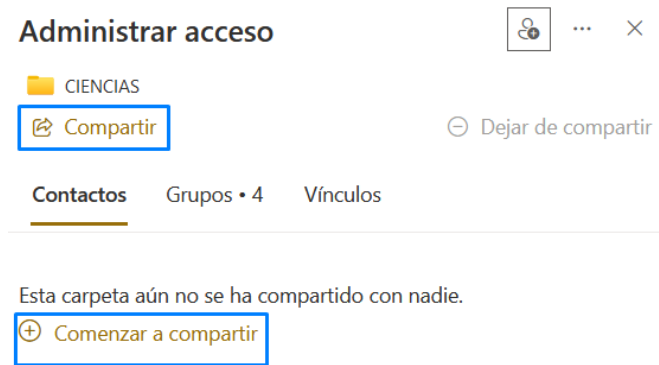 Administrar acceso
CIENCIAS
Compartir
Dejar de compartir
Contactos Grupos • 4 Vínculos
Esta carpeta aún no se ha compartido con nadie.
Comenzar a compartir